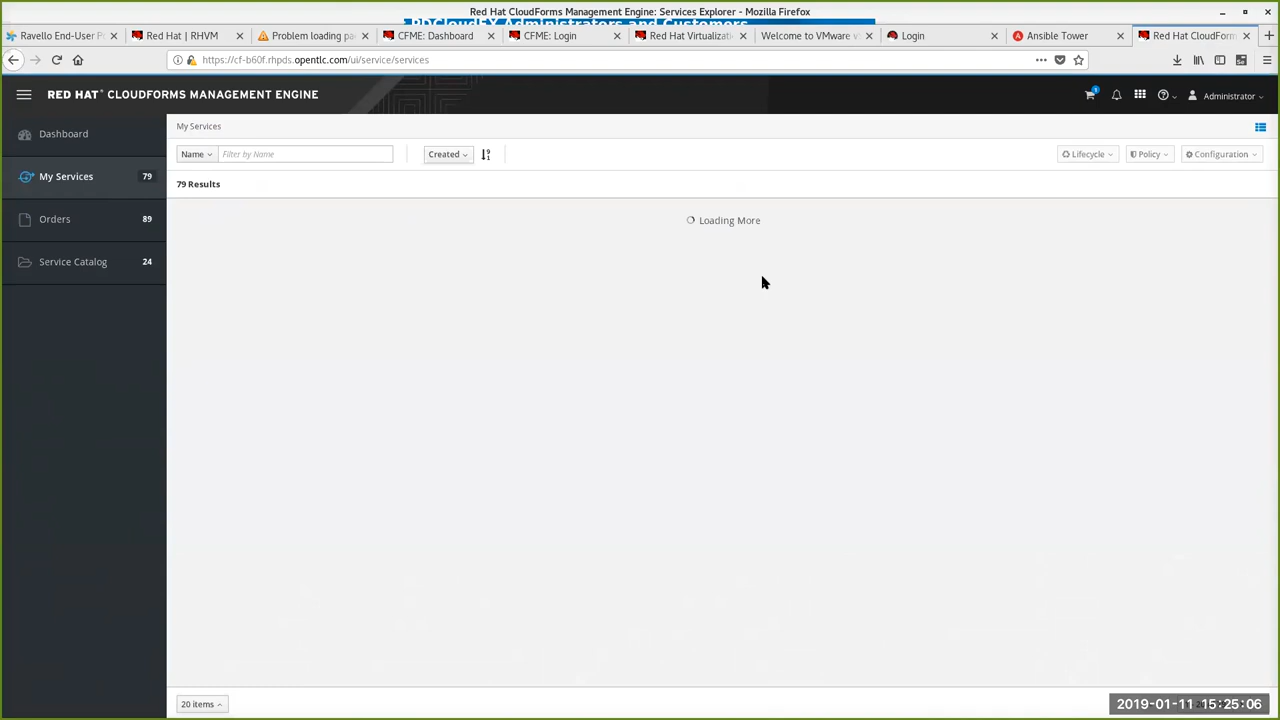 Red Hat CloudForms Management Engine: Services Explorer - Mozilla Firefox
Administrators and Customers
Ravello End-User P
Red Hat | RHVM
Problem loading pa
CFME: Dashboard
CFME: Login
Red Hat Virtualizati
Welcome to VMware v
Login
Ansible Tower
Red Hat CloudForm
https://cf-b60f.rhpds.opentlc.com/ui/service/services
RED HAT® CLOUDFORMS MANAGEMENT ENGINE
1
Administrator
Dashboard
My Services 79
Orders 89
Service Catalog 24
My Services
Name Filter by Name Created Lifecycle Policy Configuration
79 Results
Loading More
20 items
2019-01-11 15:25:06